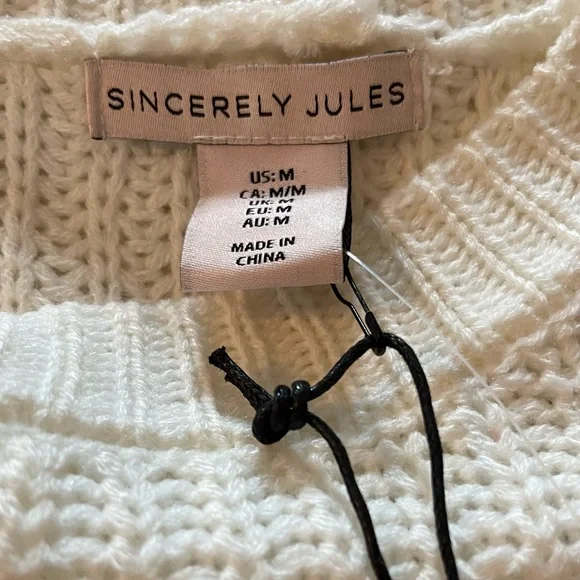 SINCERELY JULES
US: M
CA: M/M
UK: M
EU: M
AU: M
MADE IN
CHINA